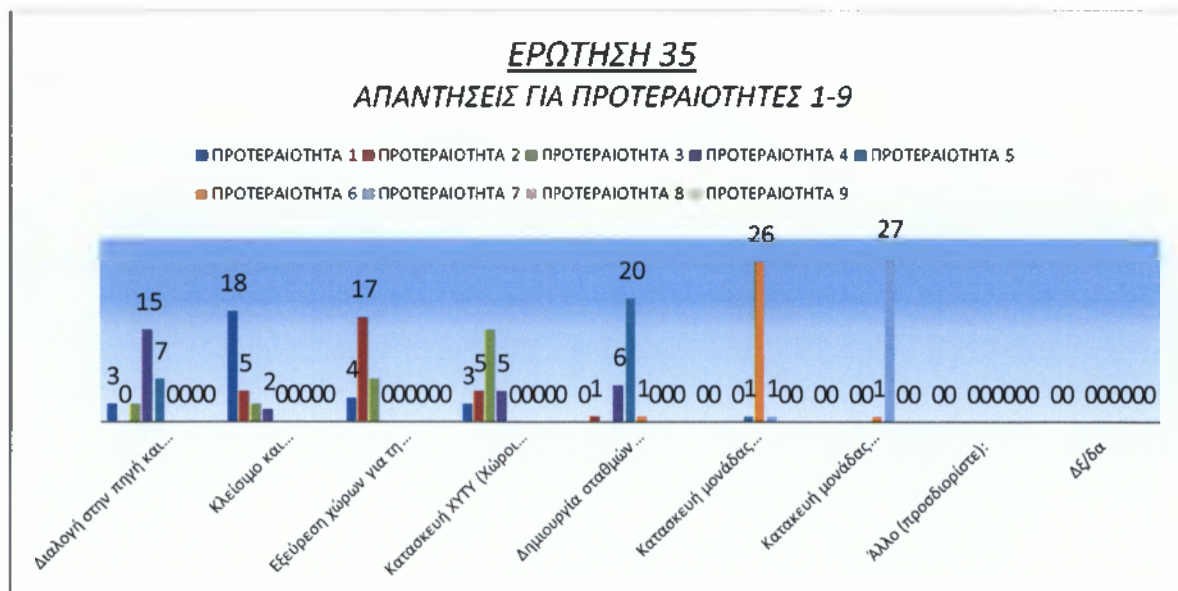 ΕΡΩΤΗΣΗ 35
ΑΠΑΝΤΗΣΕΙΣ ΓΙΑ ΠΡΟΤΕΡΑΙΟΤΗΤΕΣ 1-9
ΠΡΟΤΕΡΑΙΟΤΗΤΑ 1 ΠΡΟΤΕΡΑΙΟΤΗΤΑ 2 ΠΡΟΤΕΡΑΙΟΤΗΤΑ 3 ΠΡΟΤΕΡΑΙΟΤΗΤΑ 4 ΠΡΟΤΕΡΑΙΟΤΗΤΑ 5
ΠΡΟΤΕΡΑΙΟΤΗΤΑ 6 ΠΡΟΤΕΡΑΙΟΤΗΤΑ 7 ΠΡΟΤΕΡΑΙΟΤΗΤΑ 8 ΠΡΟΤΕΡΑΙΟΤΗΤΑ 9
26 27
20
18 17
15
7 5 4 5 5 6
3 0 0000 2 00000 000000 3 00000 0 1 1 000 00 0 1 1 00 00 00 1 00 00 000000 00 000000
Διαλογή στην πηγή και...
Κλείσιμο και...
Εξεύρεση χώρων για τη...
Κατασκευή ΧΥΤΥ (Χώροι...
Δημιουργία σταθμών...
Κατασκευή μονάδας...
Κατακευή μονάδας...
Άλλο (προσδιορίστε):
Δξ/δα